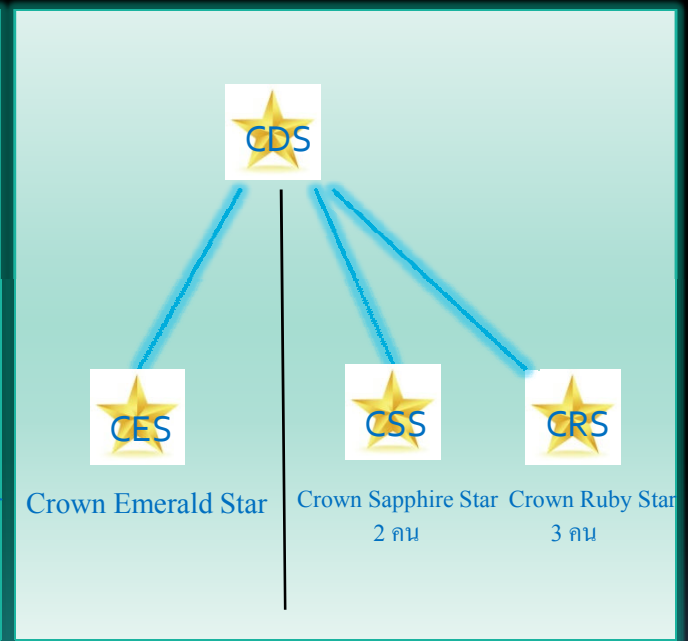 CDS
CES
CSS
CRS
Crown Emerald Star
Crown Sapphire Star
Crown Ruby Star
2 คน
3 คน